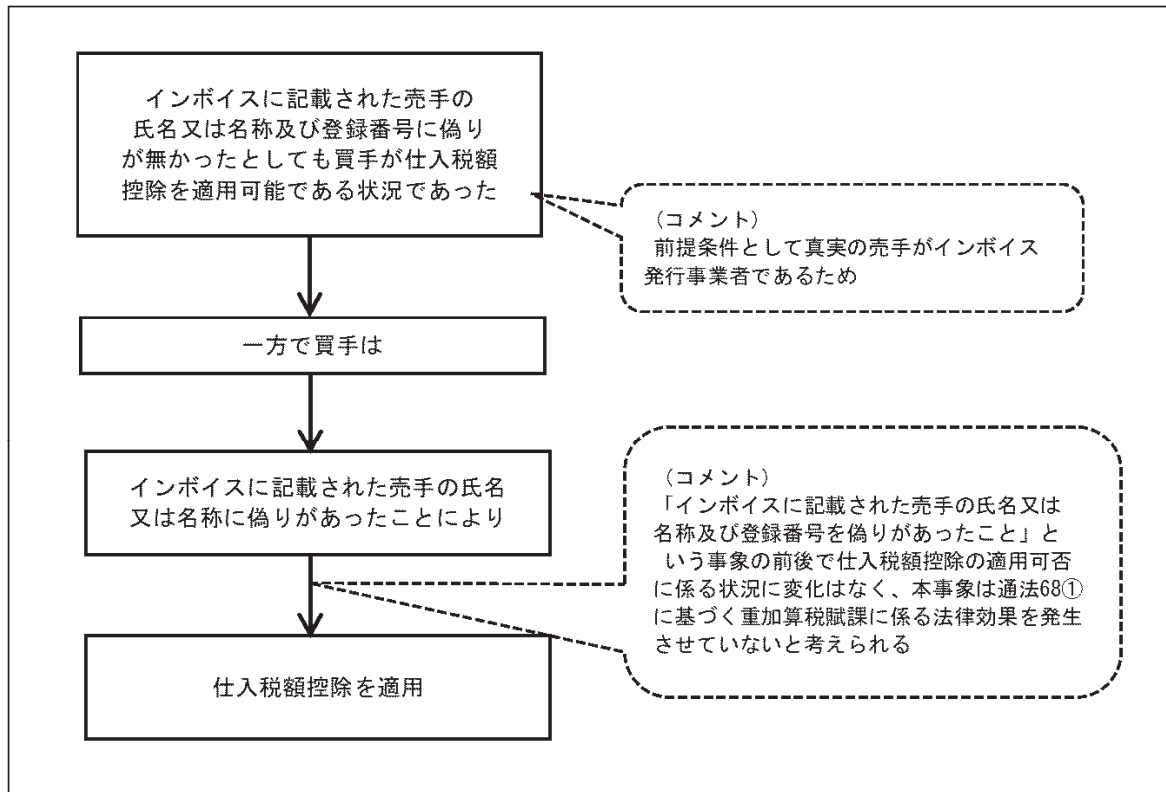 インボイスに記載された売手の
氏名又は名称及び登録番号に偽り
が無かったとしても買手が仕入税額
控除を適用可能である状況であった
(コメント)
前提条件として真実の売手がインボイス
発行事業者であるため
一方で買手は
インボイスに記載された売手の氏名
又は名称に偽りがあったことにより
(コメント)
「インボイスに記載された売手の氏名又は
名称及び登録番号を偽りがあったこと」と
いう事象の前後で仕入税額控除の適用可否
に係る状況に変化はなく、本事象は通法68①
に基づく重加算税賦課に係る法律効果を発生
させていないと考えられる
仕入税額控除を適用